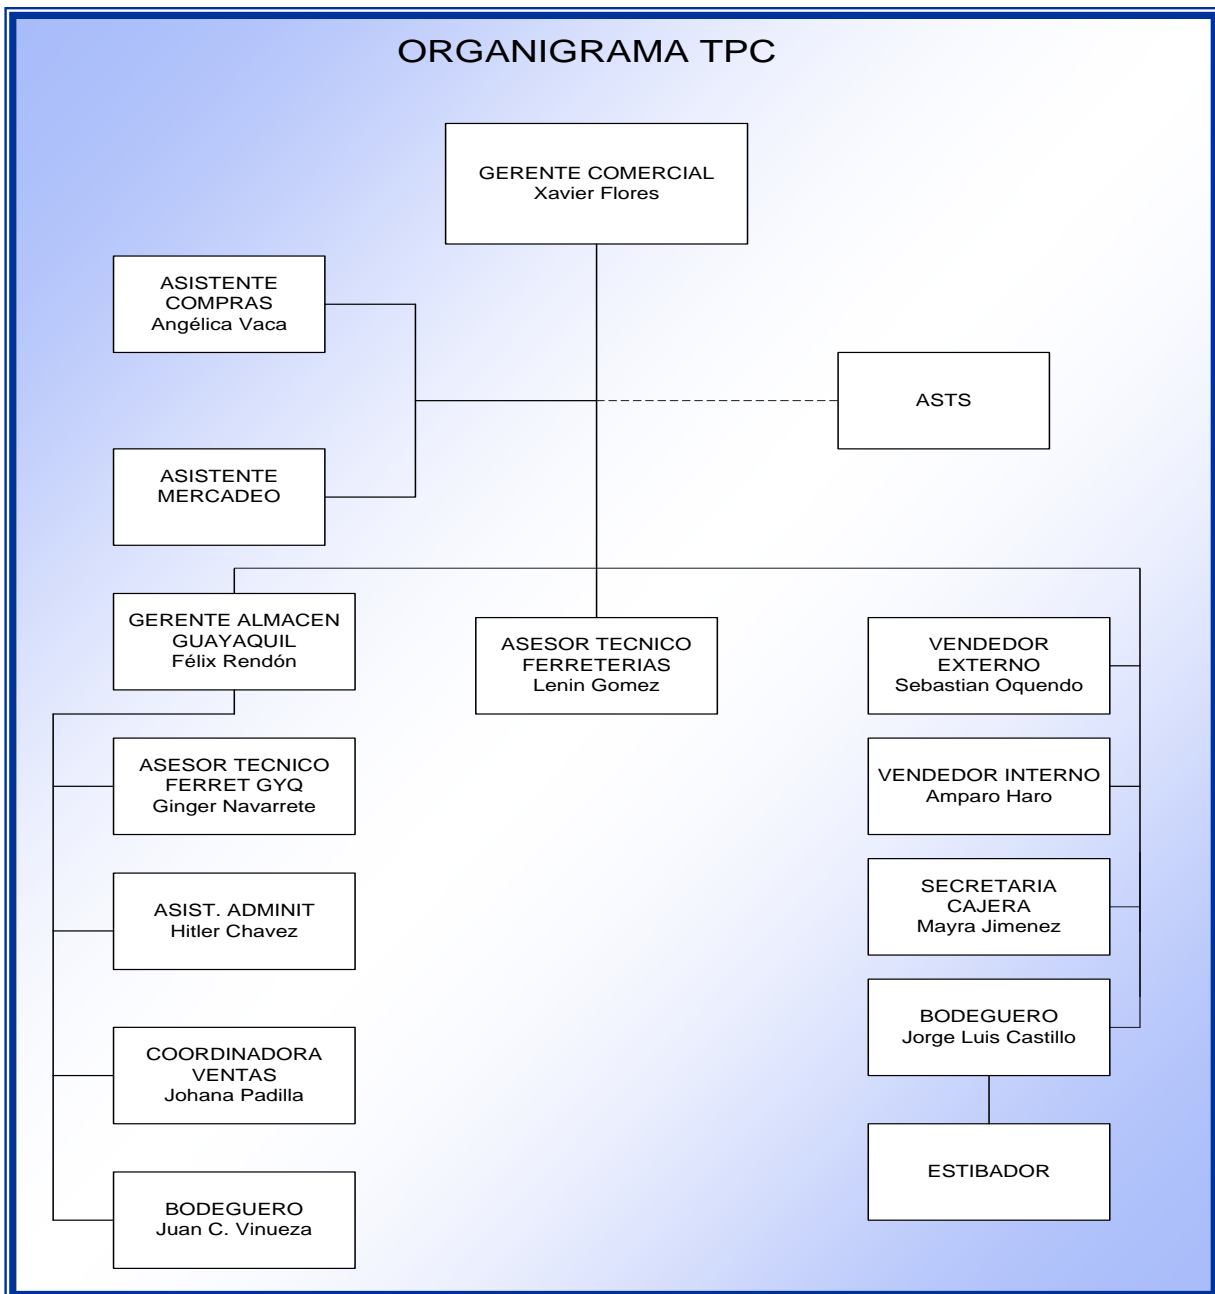 ORGANIGRAMA TPC
GERENTE COMERCIAL
Xavier Flores
ASISTENTE
COMPRAS
Angélica Vaca
ASTS
ASISTENTE
MERCADEO
GERENTE ALMACEN
GUAYAQUIL
Félix Rendón
ASESOR TECNICO
FERRETERIAS
Lenin Gomez
VENDEDOR
EXTERNO
Sebastian Oquendo
ASESOR TECNICO
FERRET GYQ
Ginger Navarrete
VENDEDOR INTERNO
Amparo Haro
ASIST. ADMINIT
Hitler Chavez
SECRETARIA
CAJERA
Mayra Jimenez
COORDINADORA
VENTAS
Johana Padilla
BODEGUERO
Jorge Luis Castillo
BODEGUERO
Juan C. Vinueza
ESTIBADOR